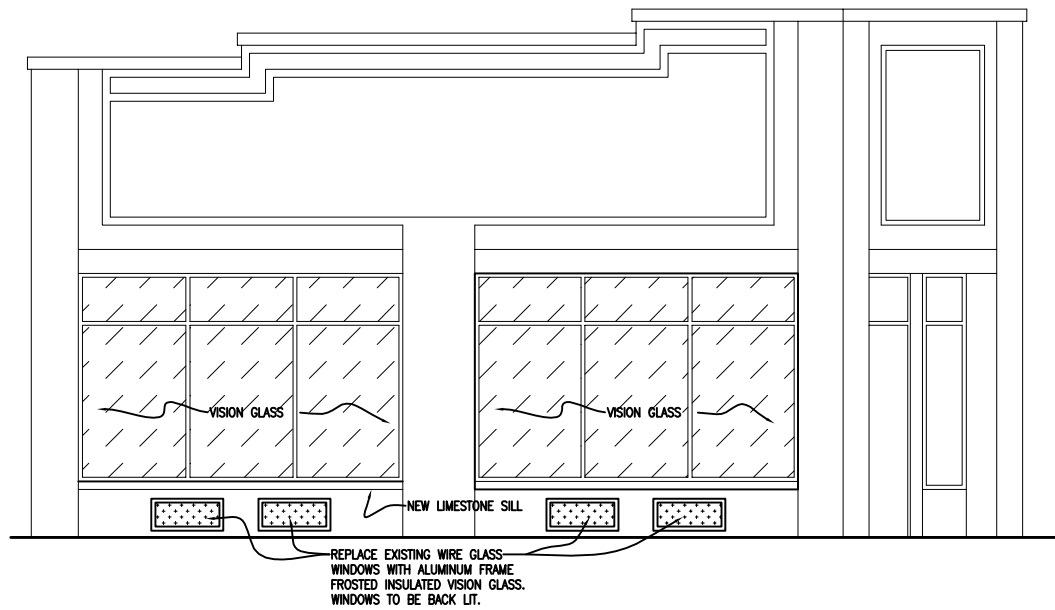 VISION GLASS
VISION GLASS
NEW LIMESTONE SILL
REPLACE EXISTING WIRE GLASS
WINDOWS WITH ALUMINUM FRAME
FROSTED INSULATED VISION GLASS.
WINDOWS TO BE BACK LIT.